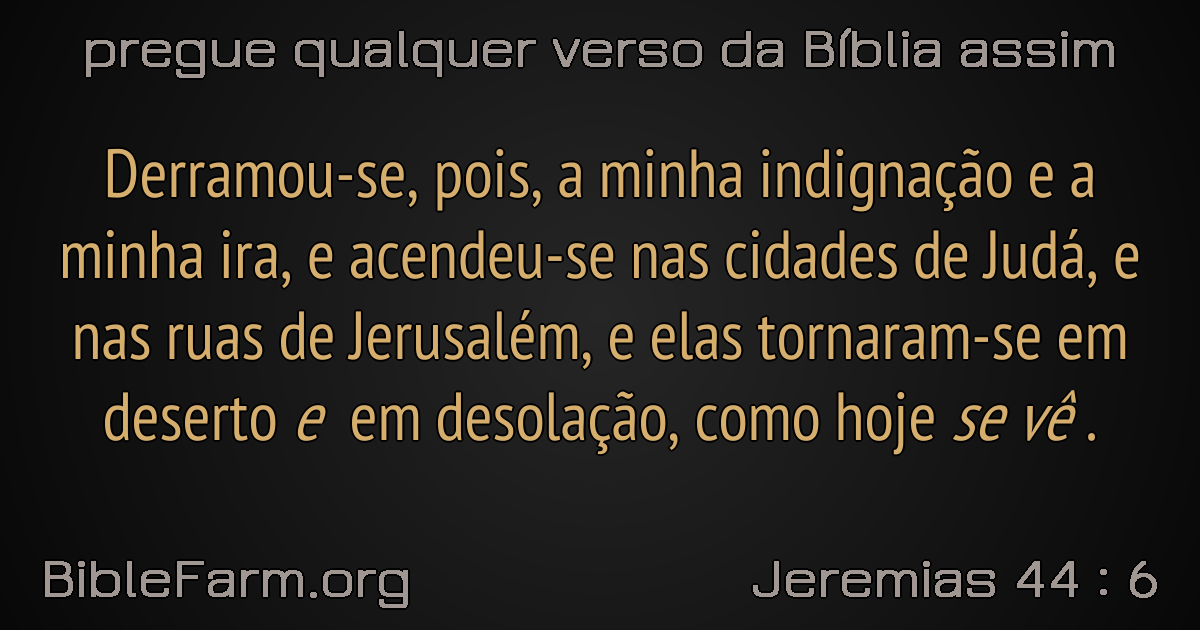 pregue qualquer verso da Bíblia assim
Derramou-se, pois, a minha indignação e a
minha ira, e acendeu-se nas cidades de Judá, e
nas ruas de Jerusalém, e elas tornaram-se em
deserto e em desolação, como hoje se vê .
BibleFarm.org
Jeremias 44 : 6